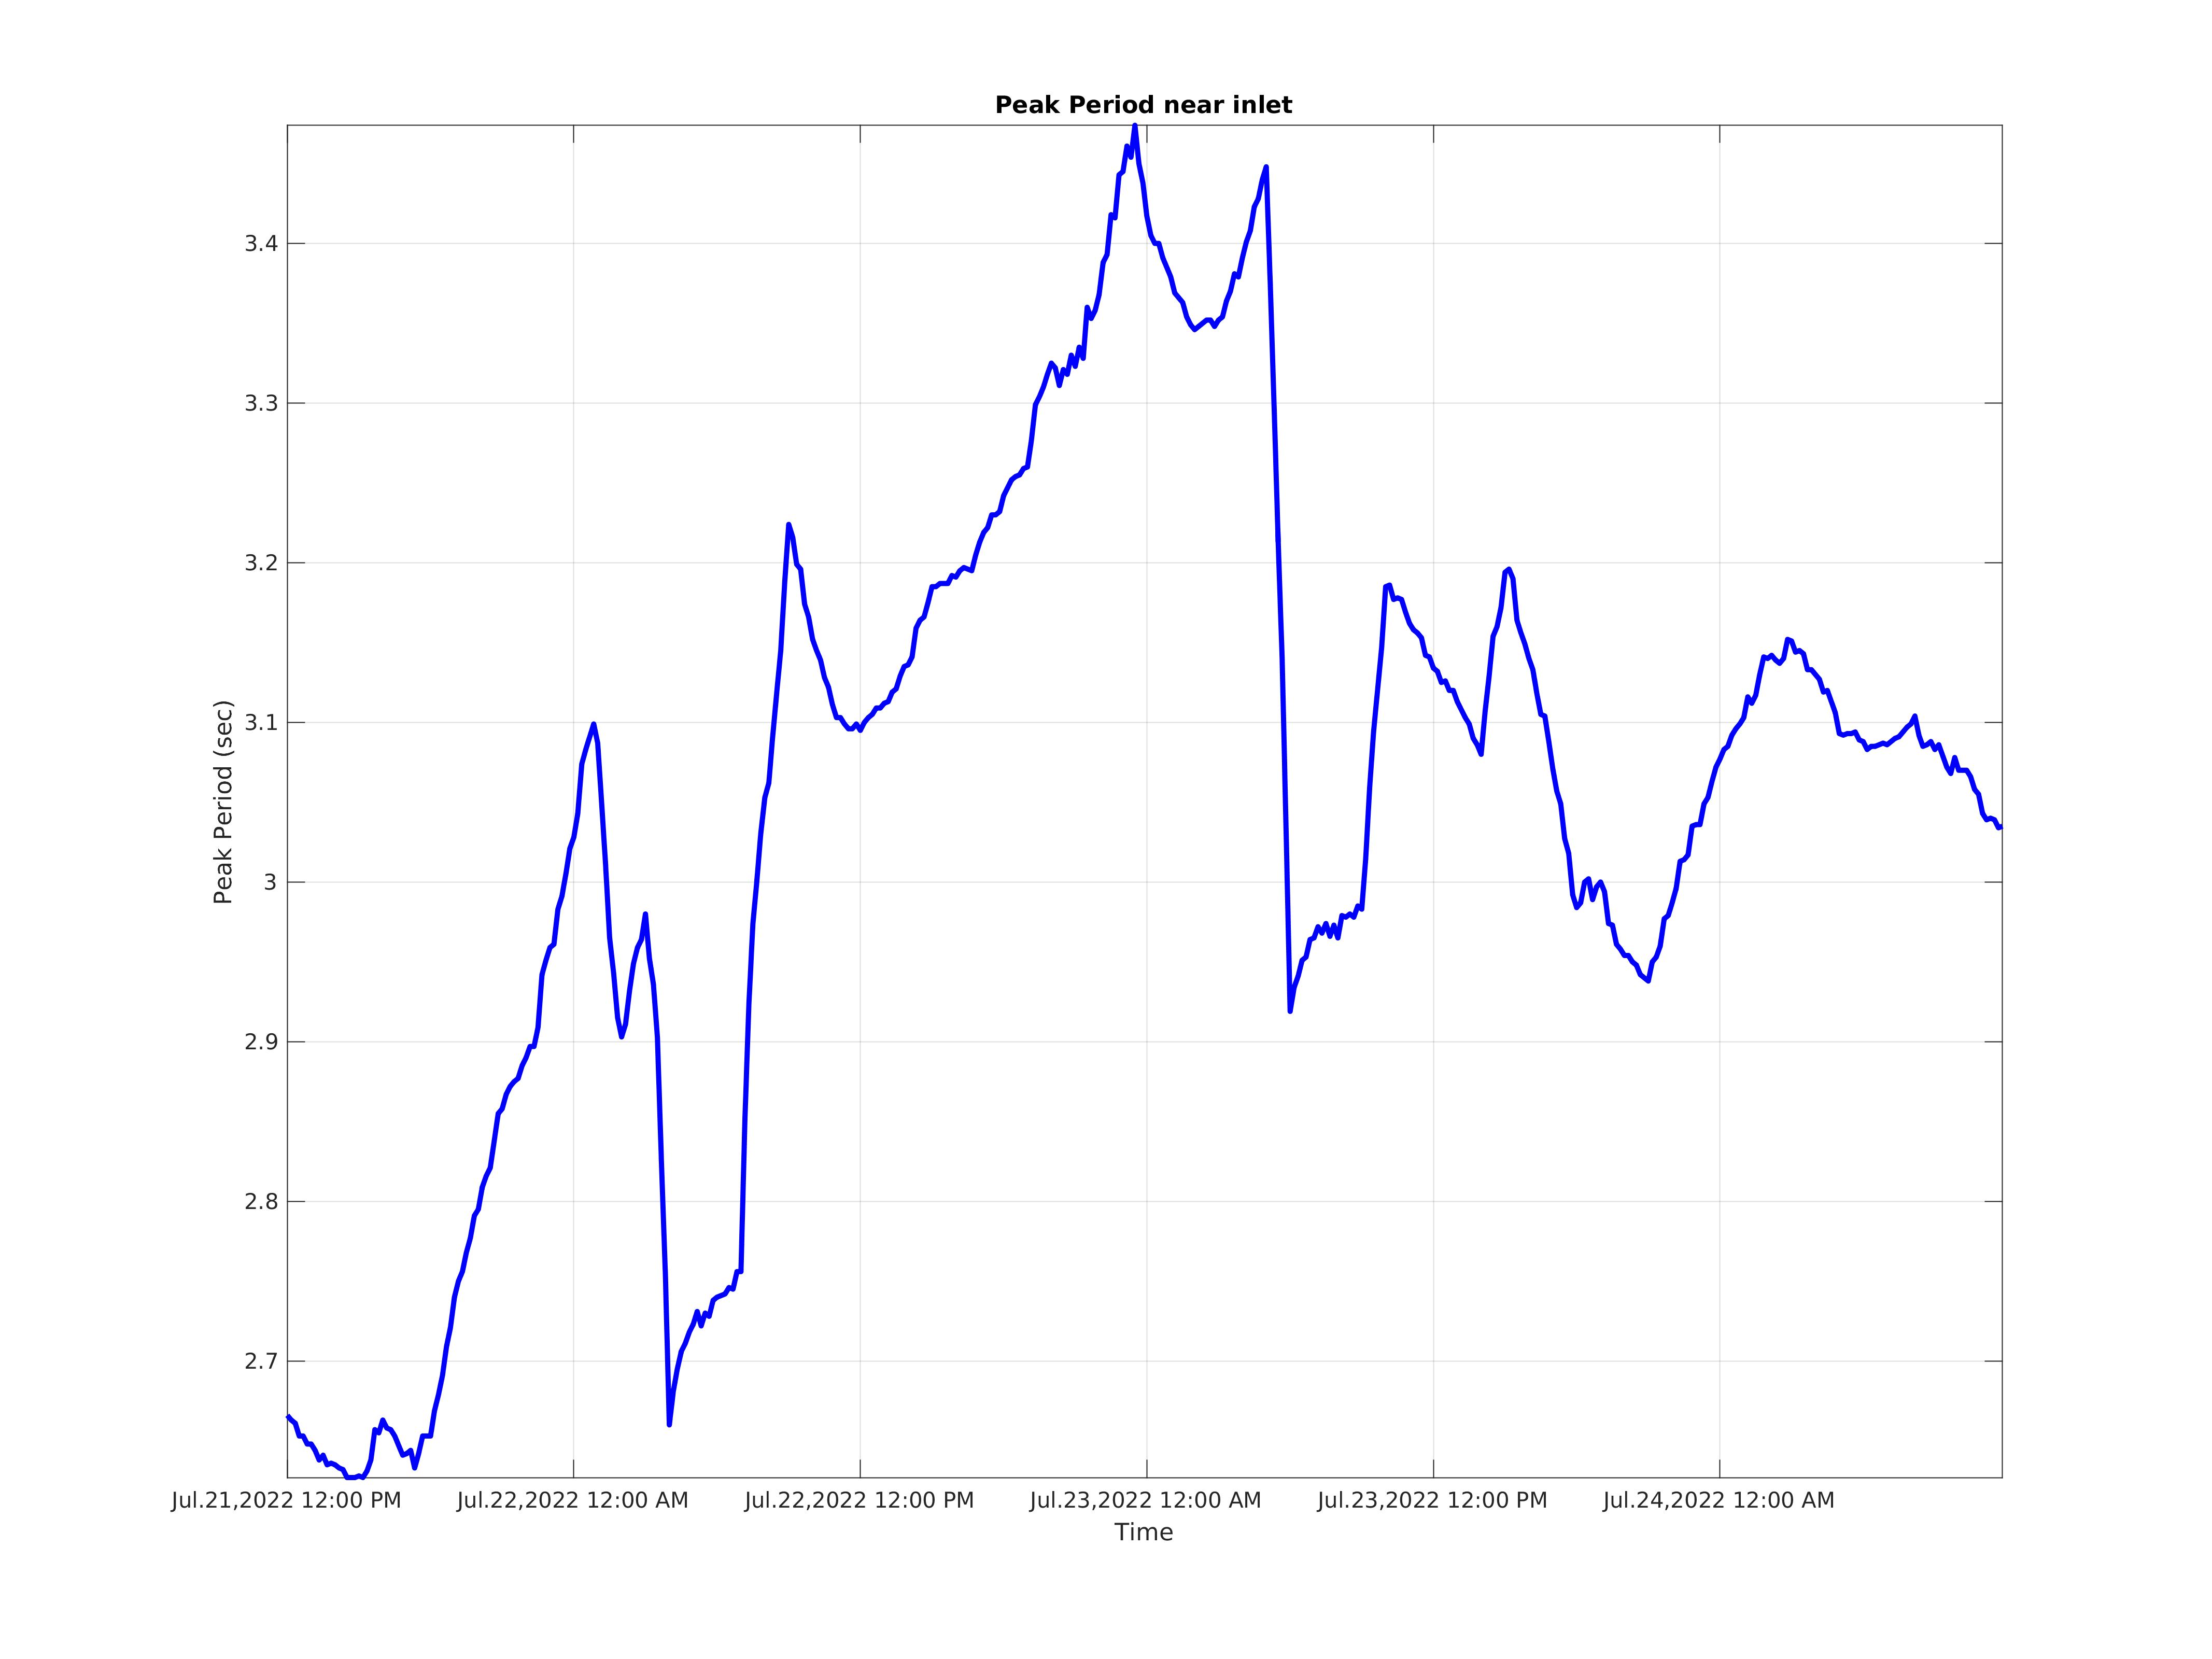 Peak Period near inlet
3.4
3.3
3.2
3.1
3
2.9
2.8
2.7
Peak Period (sec)
Jul.21,2022 12:00 PM
Jul.22,2022 12:00 AM
Jul.22,2022 12:00 PM
Jul.23,2022 12:00 AM
Jul.23,2022 12:00 PM
Jul.24,2022 12:00 AM
Time